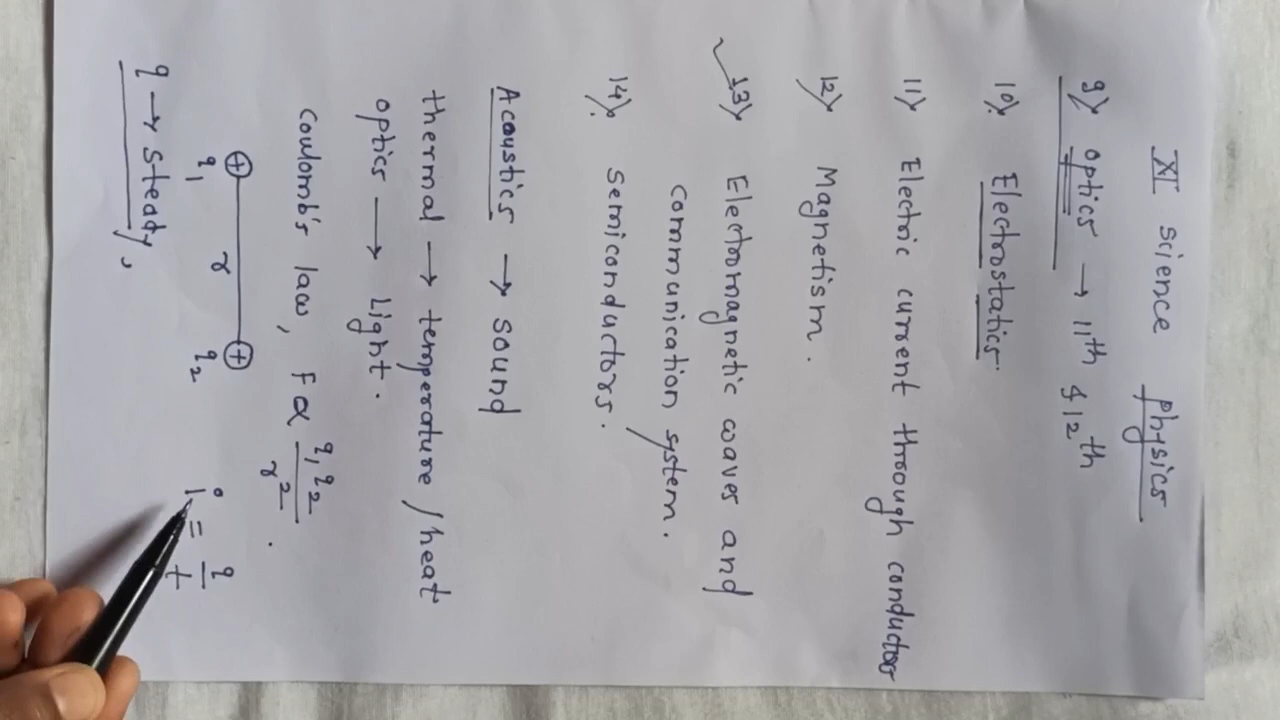 XI science physics
9) optics → 11th & 12th
10) Electrostatics.
11) Electric current through conductors
12) Magnetism.
13) Electromagnetic waves and
communication system.
14) Semiconductors.
Acoustics → sound
thermal → temperature / heat
optics → Light.
coulomb's law, F α q1q2 / r2.
+ +
q1 r q2
i = q / t
q → steady,